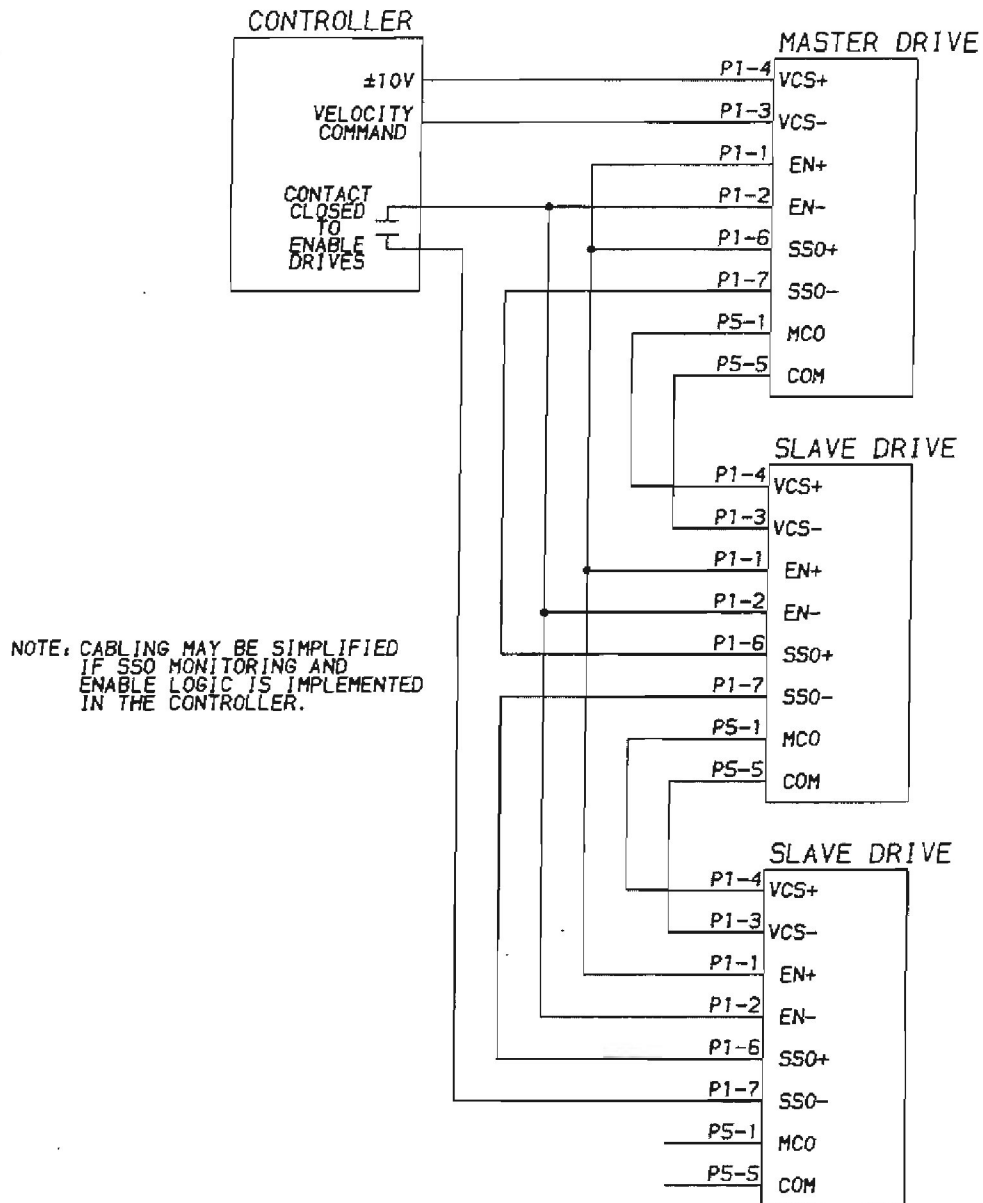 CONTROLLER
±10V
VELOCITY
COMMAND
CONTACT
CLOSED
TO
ENABLE
DRIVES
MASTER DRIVE
P1-4 VCS+
P1-3 VCS-
P1-1 EN+
P1-2 EN-
P1-6 SSO+
P1-7 SSO-
P5-1 MCO
P5-5 COM
SLAVE DRIVE
P1-4 VCS+
P1-3 VCS-
P1-1 EN+
P1-2 EN-
P1-6 SSO+
P1-7 SSO-
P5-1 MCO
P5-5 COM
NOTE: CABLING MAY BE SIMPLIFIED
IF SSO MONITORING AND
ENABLE LOGIC IS IMPLEMENTED
IN THE CONTROLLER.
SLAVE DRIVE
P1-4 VCS+
P1-3 VCS-
P1-1 EN+
P1-2 EN-
P1-6 SSO+
P1-7 SSO-
P5-1 MCO
P5-5 COM